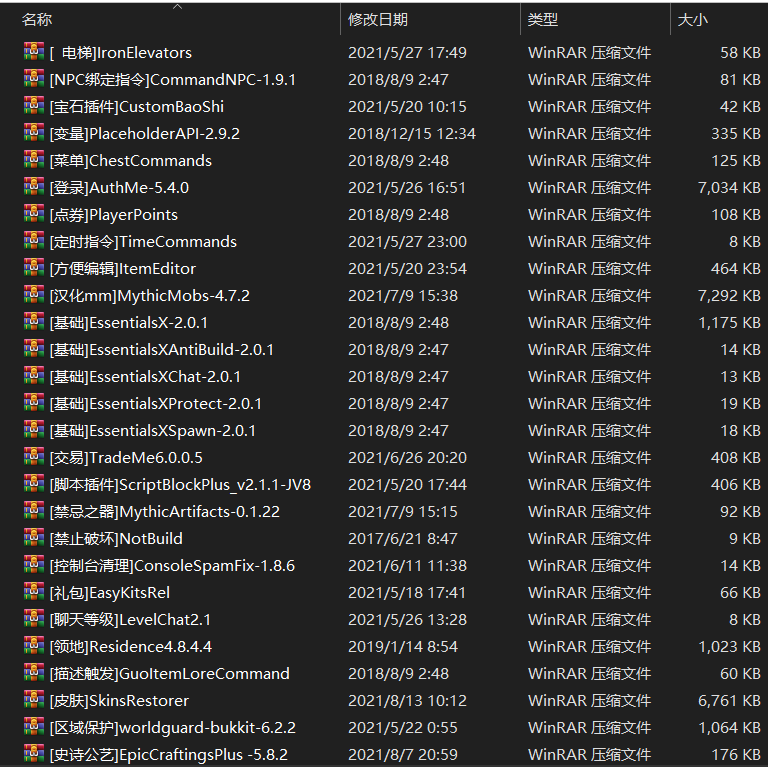 名称 修改日期 类型 大小
[ 电梯]IronElevators 2021/5/27 17:49 WinRAR 压缩文件 58 KB
[NPC绑定指令]CommandNPC-1.9.1 2018/8/9 2:47 WinRAR 压缩文件 81 KB
[宝石插件]CustomBaoShi 2021/5/20 10:15 WinRAR 压缩文件 42 KB
[变量]PlaceholderAPI-2.9.2 2018/12/15 12:34 WinRAR 压缩文件 335 KB
[菜单]ChestCommands 2018/8/9 2:48 WinRAR 压缩文件 125 KB
[登录]AuthMe-5.4.0 2021/5/26 16:51 WinRAR 压缩文件 7,034 KB
[点券]PlayerPoints 2018/8/9 2:48 WinRAR 压缩文件 108 KB
[定时指令]TimeCommands 2021/5/27 23:00 WinRAR 压缩文件 8 KB
[方便编辑]ItemEditor 2021/5/20 23:54 WinRAR 压缩文件 464 KB
[汉化mm]MythicMobs-4.7.2 2021/7/9 15:38 WinRAR 压缩文件 7,292 KB
[基础]EssentialsX-2.0.1 2018/8/9 2:48 WinRAR 压缩文件 1,175 KB
[基础]EssentialsXAntiBuild-2.0.1 2018/8/9 2:47 WinRAR 压缩文件 14 KB
[基础]EssentialsXChat-2.0.1 2018/8/9 2:47 WinRAR 压缩文件 13 KB
[基础]EssentialsXProtect-2.0.1 2018/8/9 2:47 WinRAR 压缩文件 19 KB
[基础]EssentialsXSpawn-2.0.1 2018/8/9 2:47 WinRAR 压缩文件 18 KB
[交易]TradeMe6.0.0.5 2021/6/26 20:20 WinRAR 压缩文件 408 KB
[脚本插件]ScriptBlockPlus_v2.1.1-JV8 2021/5/20 17:44 WinRAR 压缩文件 406 KB
[禁忌之器]MythicArtifacts-0.1.22 2021/7/9 15:15 WinRAR 压缩文件 92 KB
[禁止破坏]NotBuild 2017/6/21 8:47 WinRAR 压缩文件 9 KB
[控制台清理]ConsoleSpamFix-1.8.6 2021/6/11 11:38 WinRAR 压缩文件 14 KB
[礼包]EasyKitsRel 2021/5/18 17:41 WinRAR 压缩文件 66 KB
[聊天等级]LevelChat2.1 2021/5/26 13:28 WinRAR 压缩文件 8 KB
[领地]Residence4.8.4.4 2019/1/14 8:54 WinRAR 压缩文件 1,023 KB
[描述触发]GuoItemLoreCommand 2018/8/9 2:48 WinRAR 压缩文件 60 KB
[皮肤]SkinsRestorer 2021/8/13 10:12 WinRAR 压缩文件 6,761 KB
[区域保护]worldguard-bukkit-6.2.2 2021/5/22 0:55 WinRAR 压缩文件 1,064 KB
[史诗公艺]EpicCraftingsPlus -5.8.2 2021/8/7 20:59 WinRAR 压缩文件 176 KB